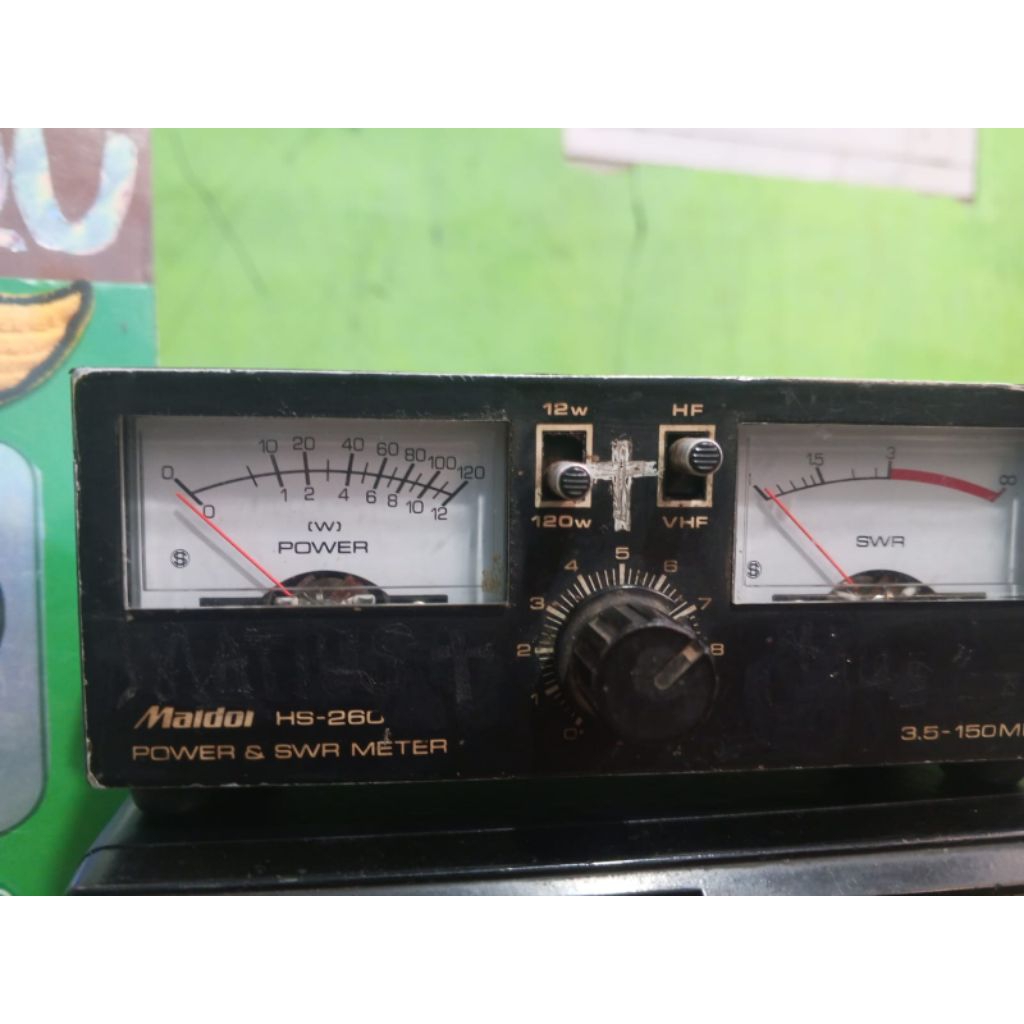 12w
HF
10 20 40 60 80 100
0 120
0 1 2 4 6 8 10 12
(W)
POWER
120w
VHF
1 1.5 3 ∞
SWR
0 1 2 3 4 5 6 7 8
Maldol HS-260
POWER & SWR METER
3.5-150M